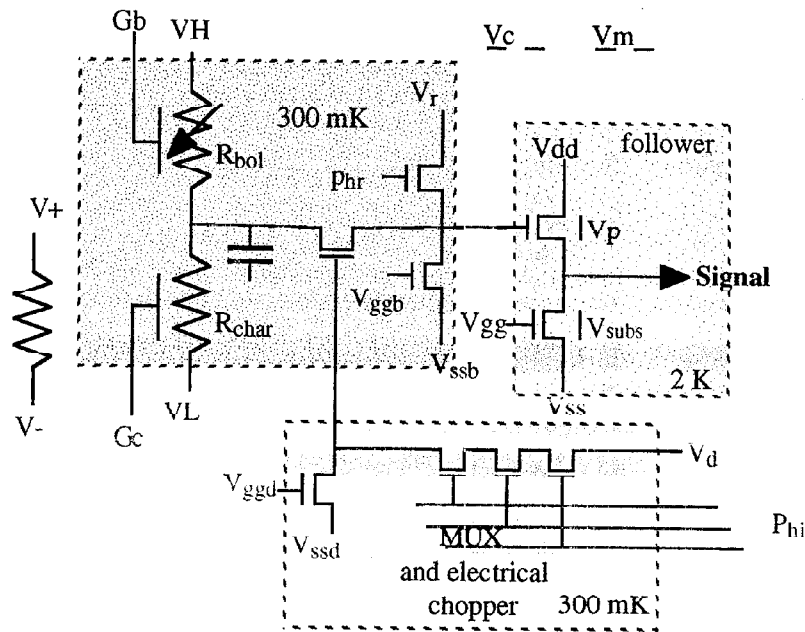 Gb
VH
Vc _
Vm_
300 mK
Vr
Rbol
Phr
Vdd
follower
V+
Vp
Signal
Rchar
Vggb
Vgg
Vsubs
Vssb
2 K
V-
VL
Gc
Vss
Vd
Vggd
Phi
Vssd
MUX
and electrical
chopper
300 mK